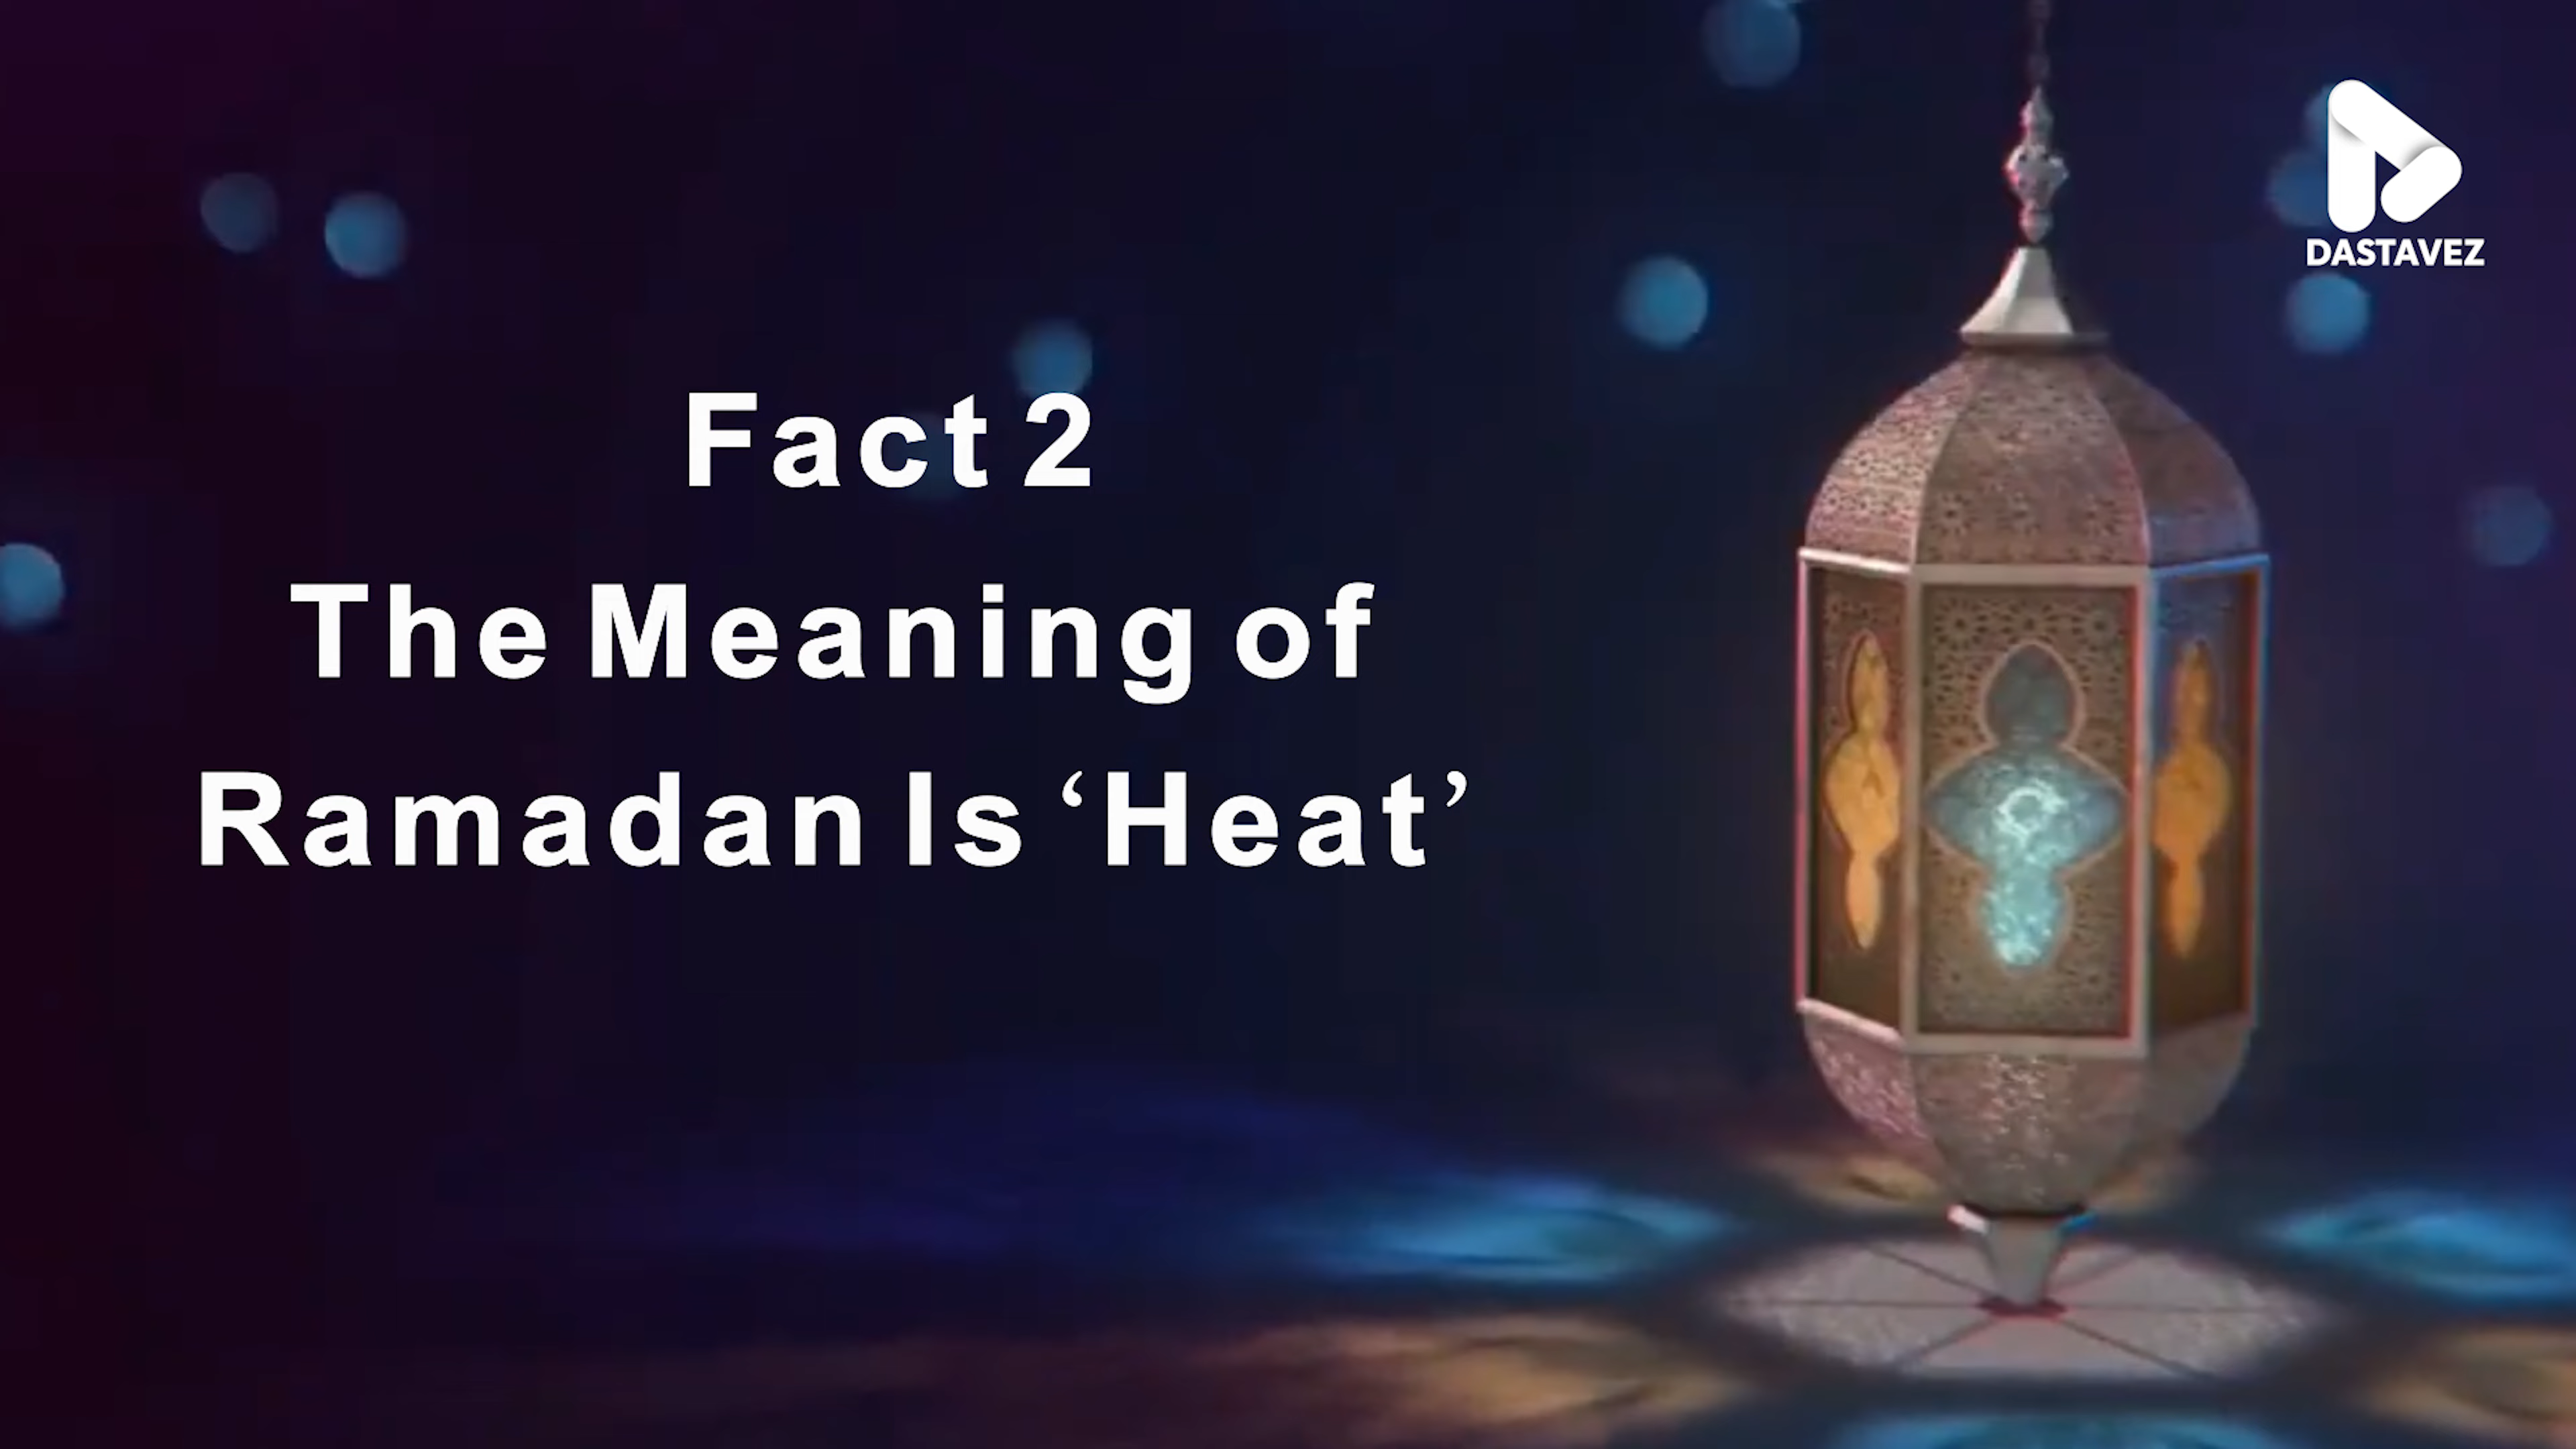 DASTAVEZ
Fact 2
The Meaning of
Ramadan Is ‘Heat’